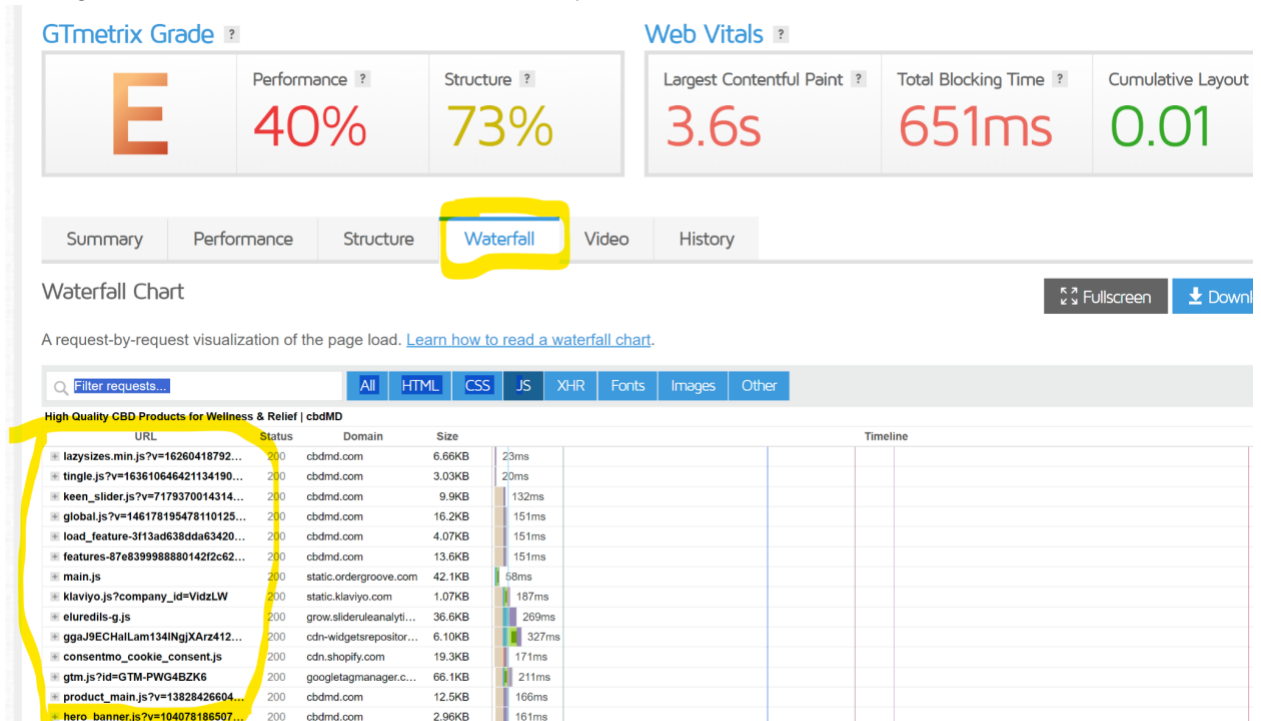 GTmetrix Grade ?
Web Vitals ?
E
Performance ?
40%
Structure ?
73%
Largest Contentful Paint ?
3.6s
Total Blocking Time ?
651ms
Cumulative Layout
0.01
Summary Performance Structure Waterfall Video History
Waterfall Chart
Fullscreen
A request-by-request visualization of the page load. Learn how to read a waterfall chart.
Filter requests... All HTML CSS JS XHR Fonts Images Other
High Quality CBD Products for Wellness & Relief | cbdMD
URL Status Domain Size Timeline
lazysizes.min.js?v=16260418792... 200 cbdmd.com 6.66KB 23ms
tingle.js?v=163610646421134190... 200 cbdmd.com 3.03KB 20ms
keen_slider.js?v=7179370014314... 200 cbdmd.com 9.9KB 132ms
global.js?v=146178195478110125... 200 cbdmd.com 16.2KB 151ms
load_feature-3f13ad638dda63420... 200 cbdmd.com 4.07KB 151ms
features-87e8399988880142f2c62... 200 cbdmd.com 13.6KB 151ms
main.js 200 static.ordergroove.com 42.1KB 58ms
klaviyo.js?company_id=VidzLW 200 static.klaviyo.com 1.07KB 187ms
eluredils-g.js 200 grow.slideruleanalyti... 36.6KB 269ms
ggaJ9ECHalLam134INgjXArz412... 200 cdn-widgetsrepositor... 6.10KB 327ms
consentmo_cookie_consent.js 200 cdn.shopify.com 19.3KB 171ms
gtm.js?id=GTM-PWG4BZK6 200 googletagmanager.c... 66.1KB 211ms
product_main.js?v=13828426604... 200 cbdmd.com 12.5KB 166ms
hero_banner.js?v=104078186507... 200 cbdmd.com 2.96KB 161ms